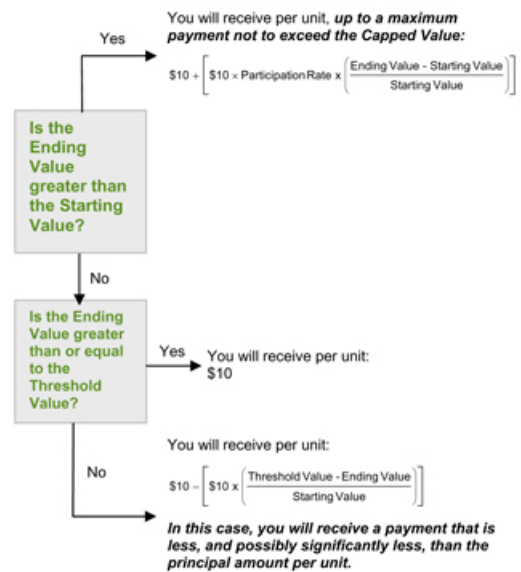 You will receive per unit, up to a maximum
payment not to exceed the Capped Value:
Yes
$10 + [$10 × Participation Rate x (Ending Value - Starting Value
Starting Value)]
Is the
Ending
Value
greater than
the Starting
Value?
No
Is the Ending
Value greater
than or equal
to the
Threshold
Value?
Yes
You will receive per unit:
$10
You will receive per unit:
No
$10 – [$10 x (Threshold Value - Ending Value
Starting Value)]
In this case, you will receive a payment that is
less, and possibly significantly less, than the
principal amount per unit.